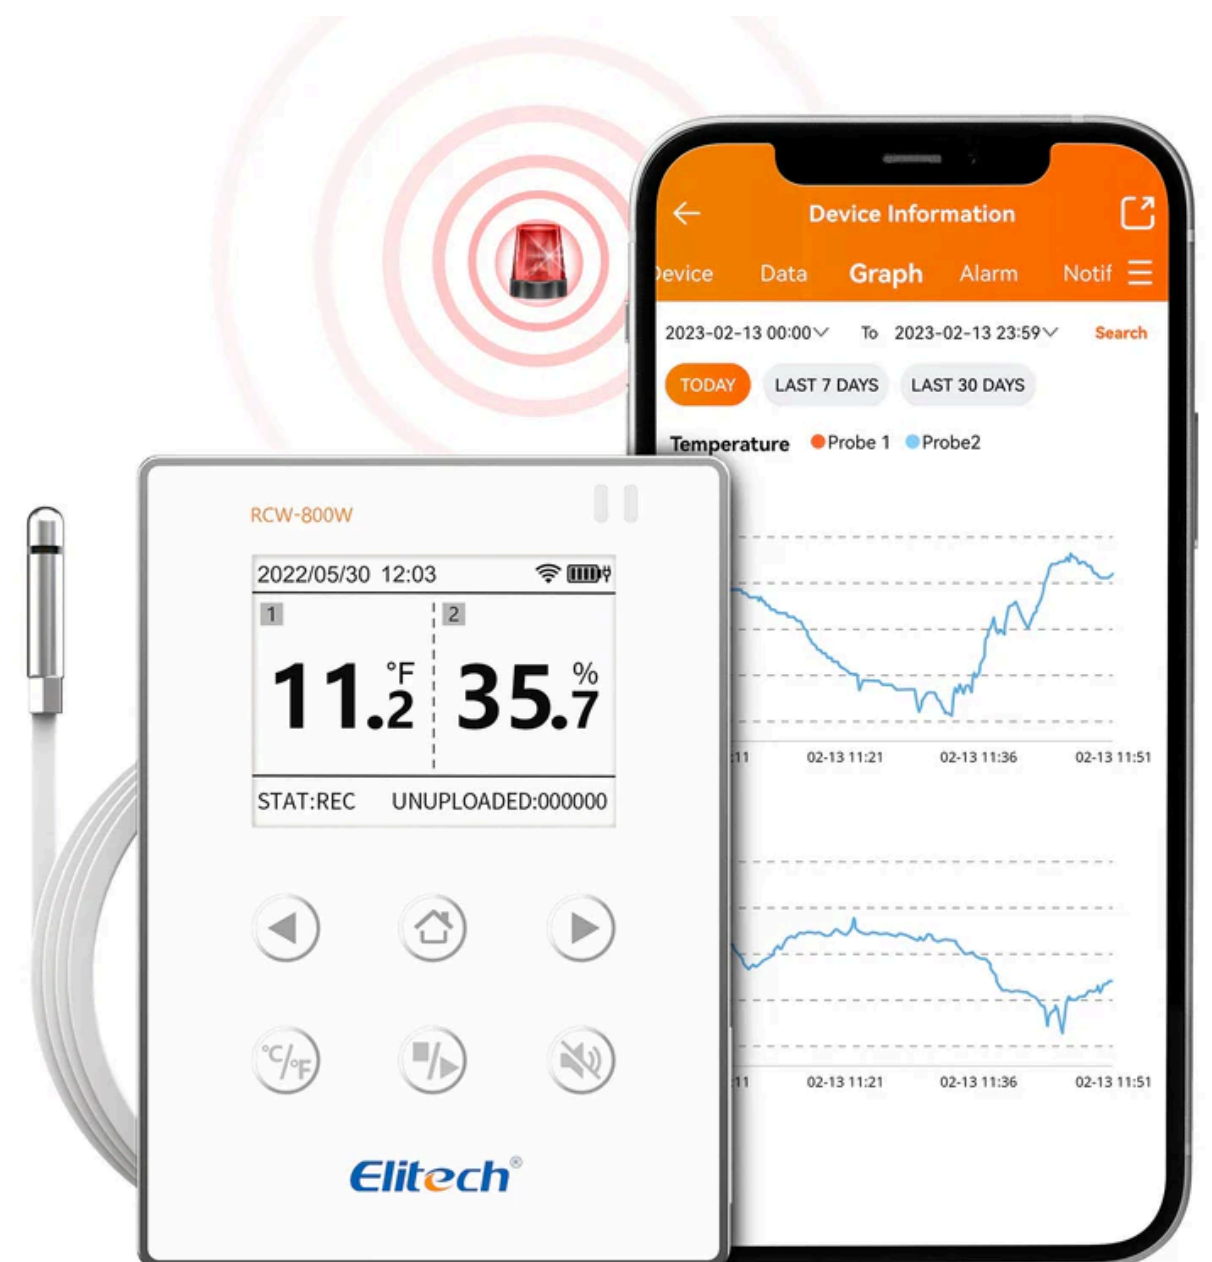 Device Information
evice Data Graph Alarm Notif
2023-02-13 00:00 To 2023-02-13 23:59 Search
TODAY LAST 7 DAYS LAST 30 DAYS
Temperature Probe 1 Probe2
:11 02-13 11:21 02-13 11:36 02-13 11:51
:11 02-13 11:21 02-13 11:36 02-13 11:51
RCW-800W
2022/05/30 12:03
1 2
11.2 °F 35.7 %
STAT:REC UNUPLOADED:000000
°C/°F
Elitech®